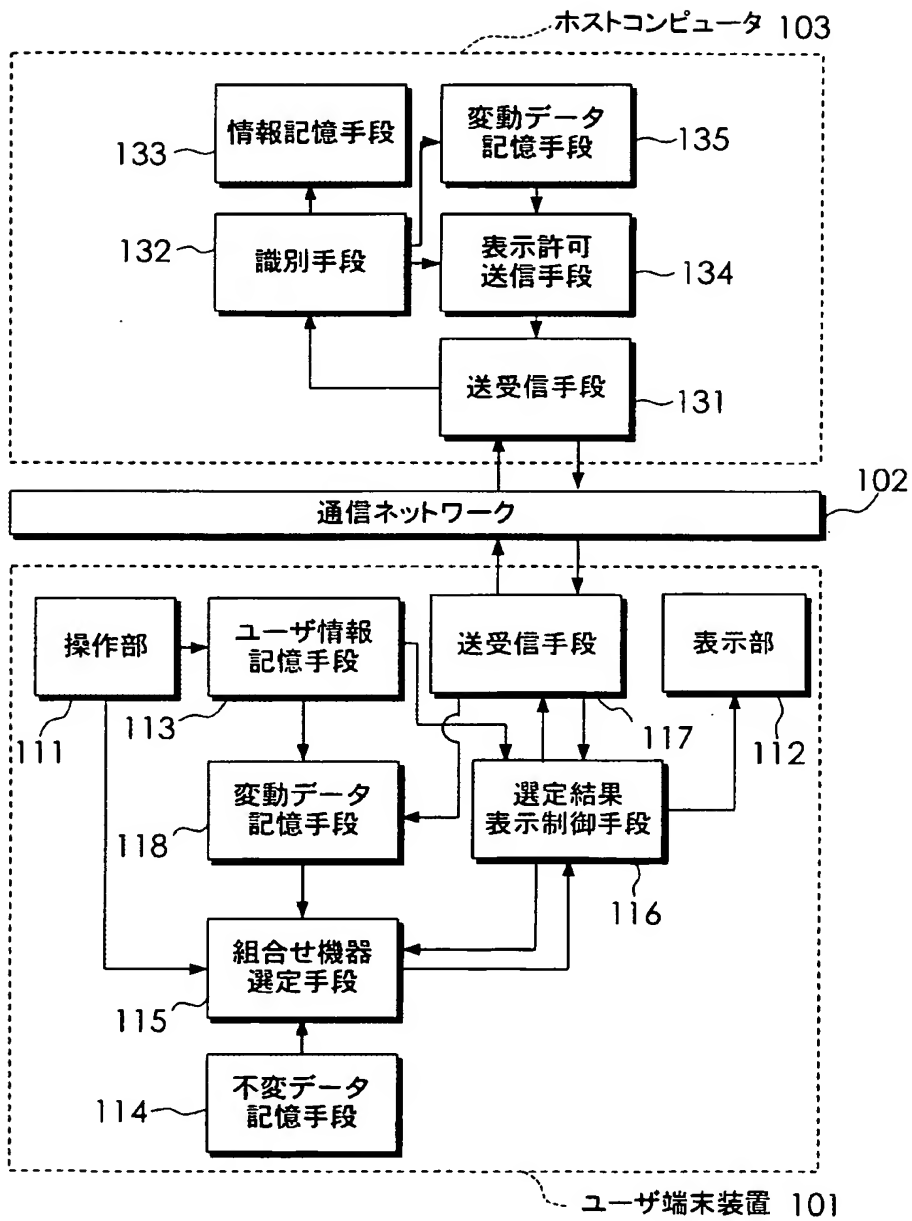 ホストコンピュータ 103
情報記憶手段
133
変動データ
記憶手段
135
132
識別手段
表示許可
送信手段
134
送受信手段
131
通信ネットワーク
102
操作部
111
ユーザ情報
記憶手段
113
送受信手段
117
表示部
112
変動データ
記憶手段
118
選定結果
表示制御手段
116
組合せ機器
選定手段
115
不変データ
記憶手段
114
ユーザ端末装置 101